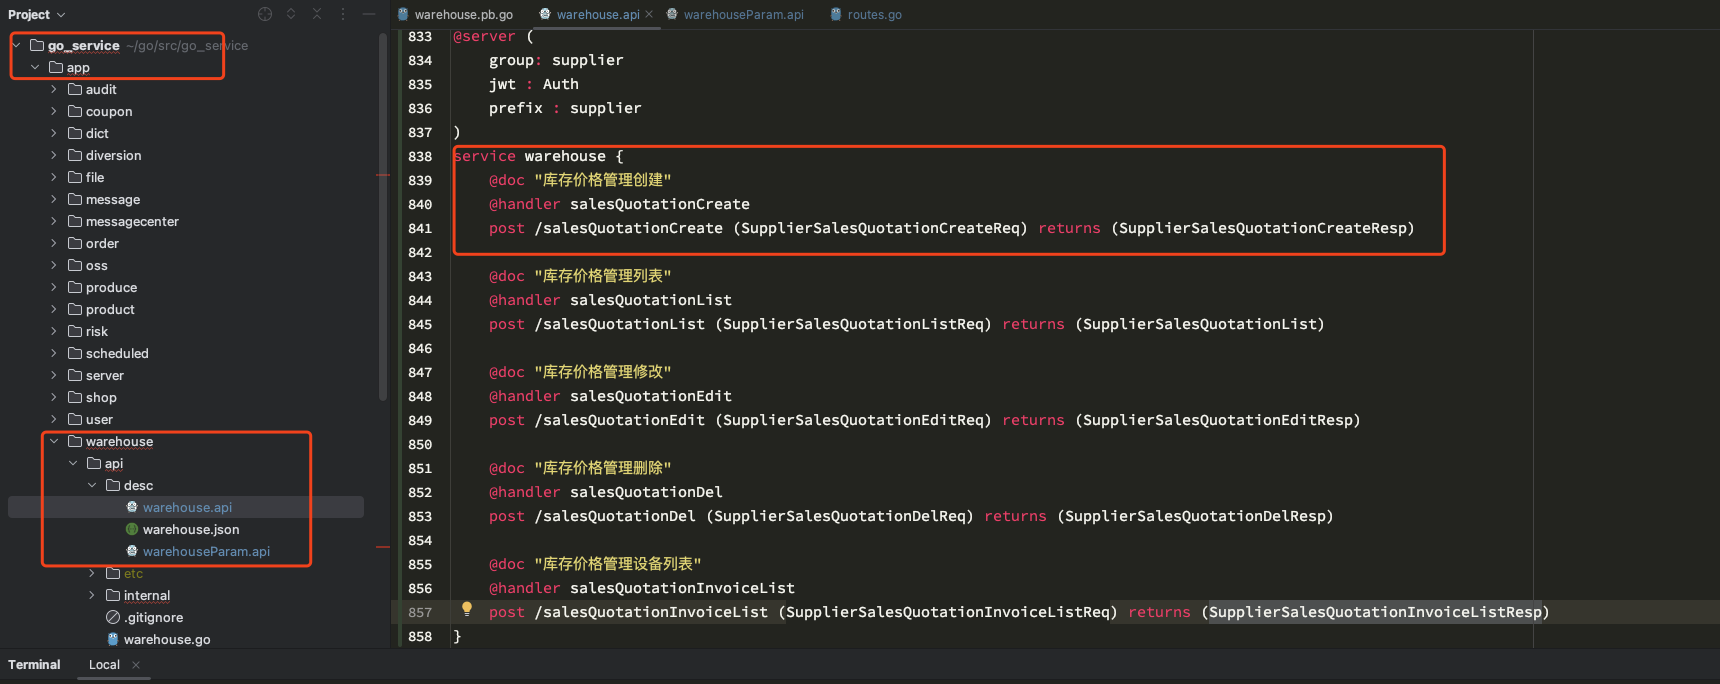 Project
go_service ~/go/src/go_service
app
audit
coupon
dict
diversion
file
message
messagecenter
order
oss
produce
product
risk
scheduled
server
shop
user
warehouse
api
desc
warehouse.api
warehouse.json
warehouseParam.api
etc
internal
.gitignore
warehouse.go
warehouse.pb.go warehouse.api warehouseParam.api routes.go
833 @server (
834 group: supplier
835 jwt : Auth
836 prefix : supplier
837 )
838 service warehouse {
839 @doc "库存价格管理创建"
840 @handler salesQuotationCreate
841 post /salesQuotationCreate (SupplierSalesQuotationCreateReq) returns (SupplierSalesQuotationCreateResp)
842
843 @doc "库存价格管理列表"
844 @handler salesQuotationList
845 post /salesQuotationList (SupplierSalesQuotationListReq) returns (SupplierSalesQuotationList)
846
847 @doc "库存价格管理修改"
848 @handler salesQuotationEdit
849 post /salesQuotationEdit (SupplierSalesQuotationEditReq) returns (SupplierSalesQuotationEditResp)
850
851 @doc "库存价格管理删除"
852 @handler salesQuotationDel
853 post /salesQuotationDel (SupplierSalesQuotationDelReq) returns (SupplierSalesQuotationDelResp)
854
855 @doc "库存价格管理设备列表"
856 @handler salesQuotationInvoiceList
857 post /salesQuotationInvoiceList (SupplierSalesQuotationInvoiceListReq) returns (SupplierSalesQuotationInvoiceListResp)
858 }
Terminal Local